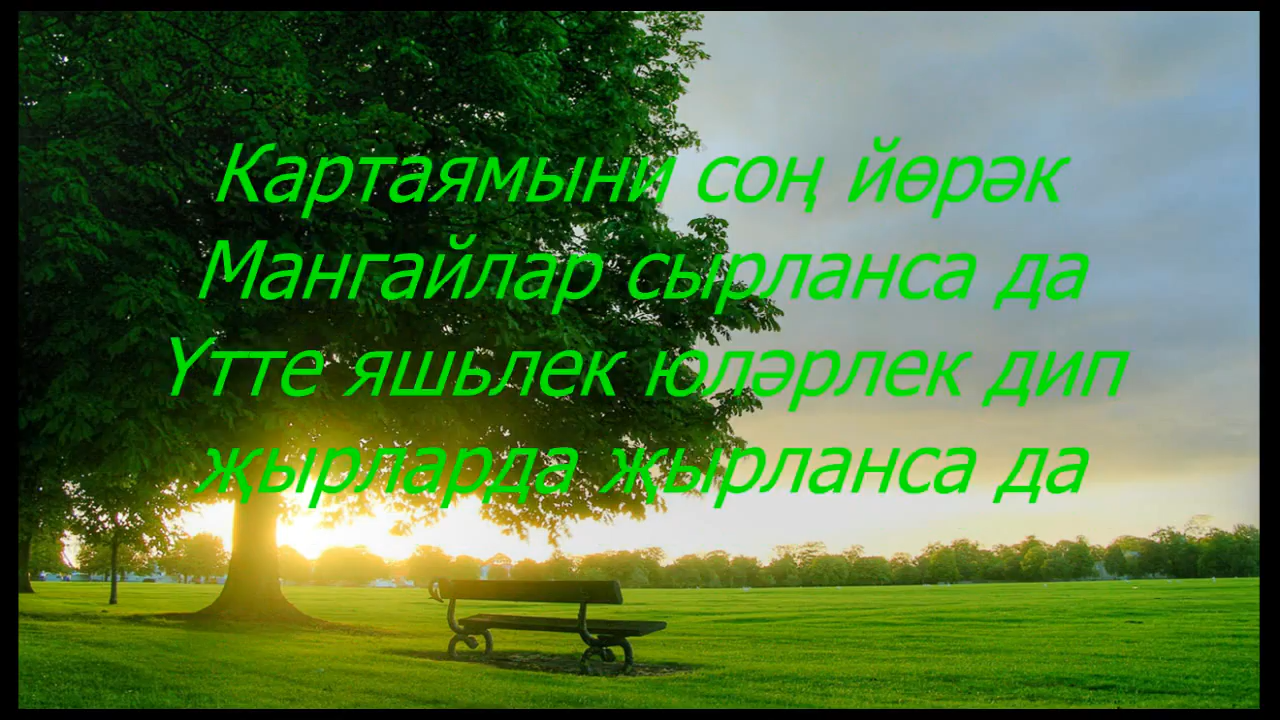 Картаямыни соң йөрәк
Мангайлар сырланса да
Үтте яшьлек юләрлек дип
җырларда җырланса да